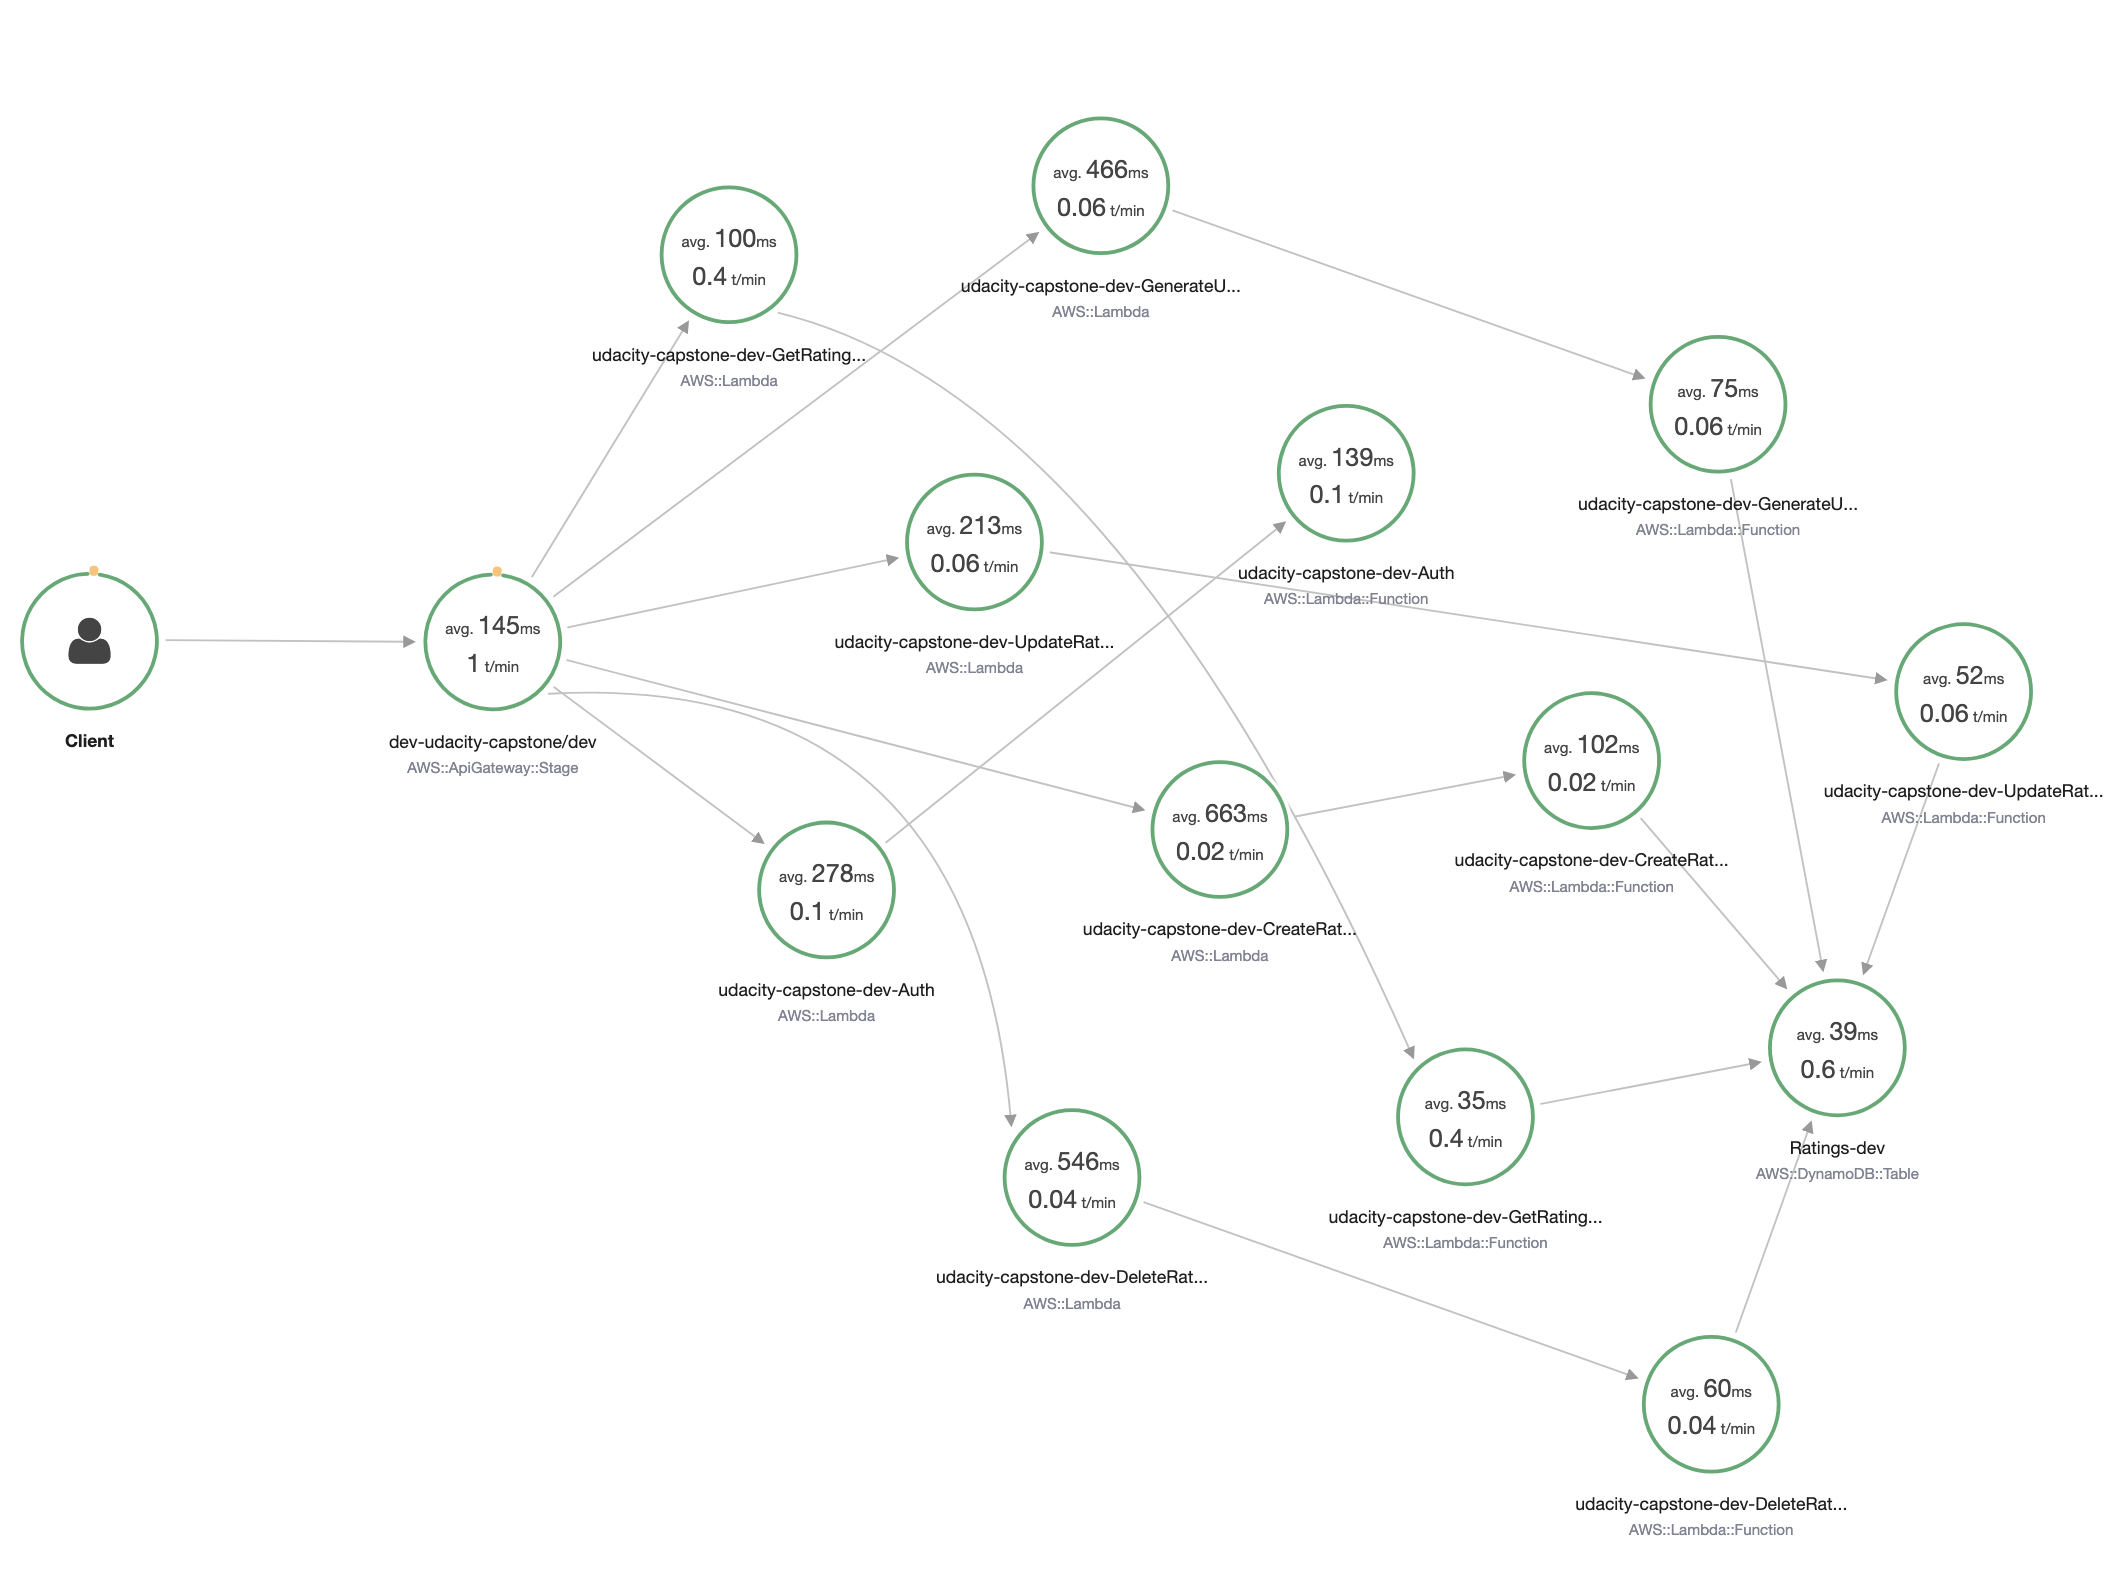 avg. 466ms
0.06 t/min
udacity-capstone-dev-GenerateU...
AWS::Lambda
avg. 100ms
0.4 t/min
udacity-capstone-dev-GetRating...
AWS::Lambda
avg. 75ms
0.06 t/min
udacity-capstone-dev-GenerateU...
AWS::Lambda::Function
avg. 139ms
0.1 t/min
udacity-capstone-dev-Auth
AWS::Lambda::Function
avg. 213ms
0.06 t/min
udacity-capstone-dev-UpdateRat...
AWS::Lambda
Client
avg. 145ms
1 t/min
dev-udacity-capstone/dev
AWS::ApiGateway::Stage
avg. 52ms
0.06 t/min
udacity-capstone-dev-UpdateRat...
AWS::Lambda::Function
avg. 102ms
0.02 t/min
udacity-capstone-dev-CreateRat...
AWS::Lambda::Function
avg. 663ms
0.02 t/min
udacity-capstone-dev-CreateRat...
AWS::Lambda
avg. 278ms
0.1 t/min
udacity-capstone-dev-Auth
AWS::Lambda
avg. 39ms
0.6 t/min
Ratings-dev
AWS::DynamoDB::Table
avg. 35ms
0.4 t/min
udacity-capstone-dev-GetRating...
AWS::Lambda::Function
avg. 546ms
0.04 t/min
udacity-capstone-dev-DeleteRat...
AWS::Lambda
avg. 60ms
0.04 t/min
udacity-capstone-dev-DeleteRat...
AWS::Lambda::Function